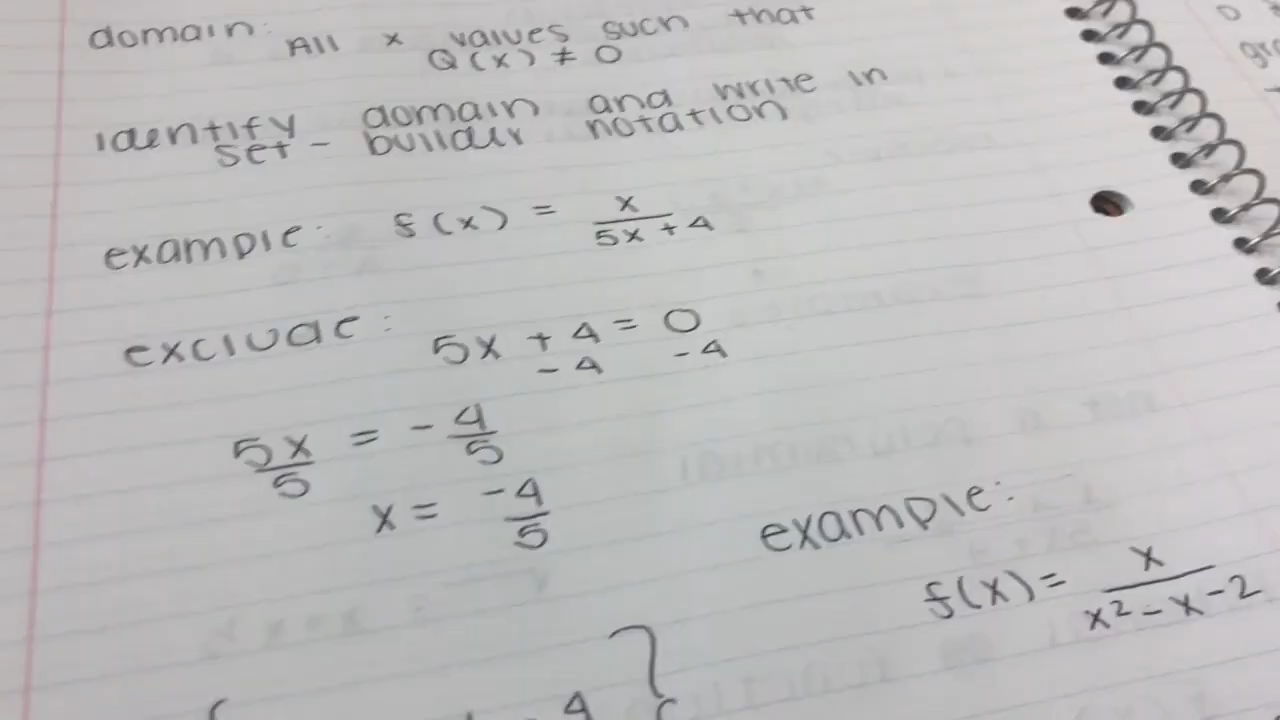 domain: All x values such that
Q(x) ≠ 0
identify domain and write in
set-builder notation
example: f(x) = x/(5x + 4)
exclude: 5x + 4 = 0
-4 -4
5x/5 = -4/5
x = -4/5
example:
f(x) = x/(x² - x - 2)
{ 4 }